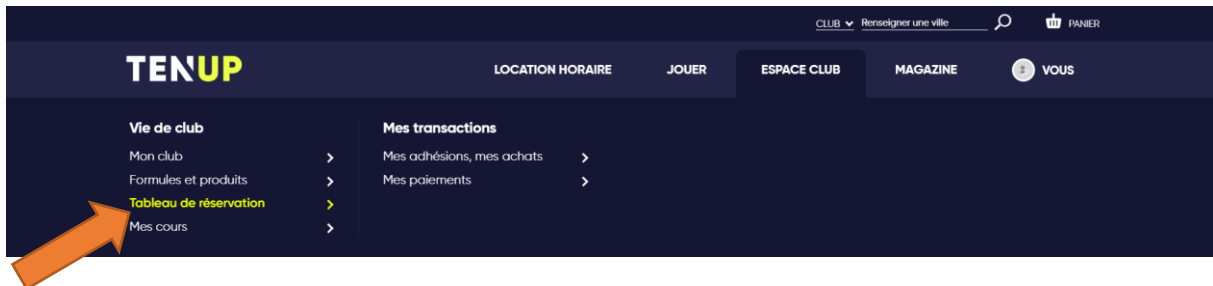 CLUB Renseigner une ville PANIER
TENUP LOCATION HORAIRE JOUER ESPACE CLUB MAGAZINE VOUS
Vie de club
Mon club
Formules et produits
Tableau de réservation
Mes cours
Mes transactions
Mes adhésions, mes achats
Mes paiements